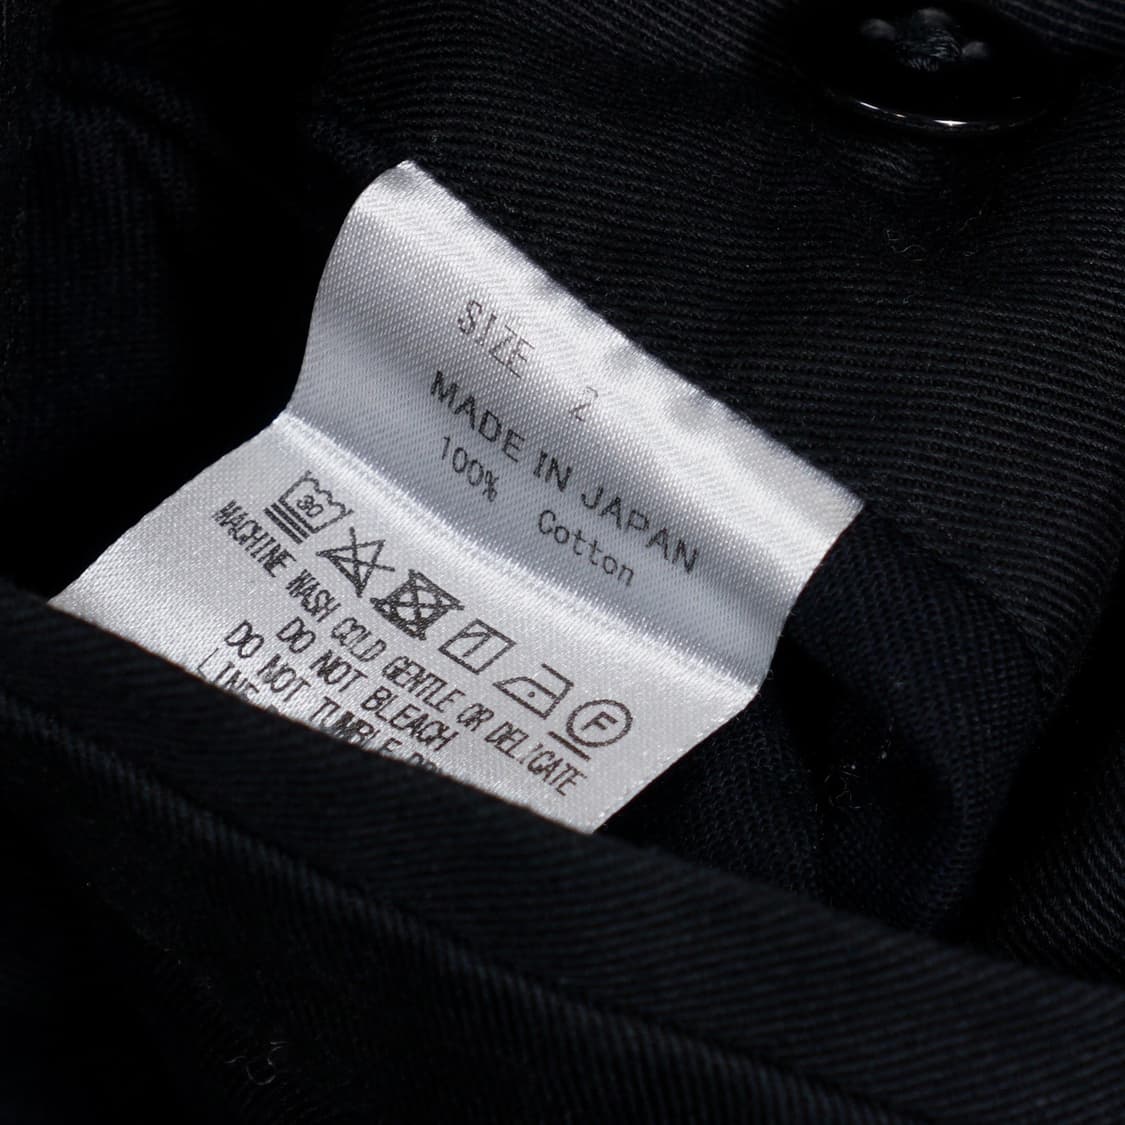 SIZE 2
MADE IN JAPAN
100% Cotton
30
F
MACHINE WASH COLD GENTLE OR DELICATE
DO NOT BLEACH
DO NOT TUMBLE
LINE